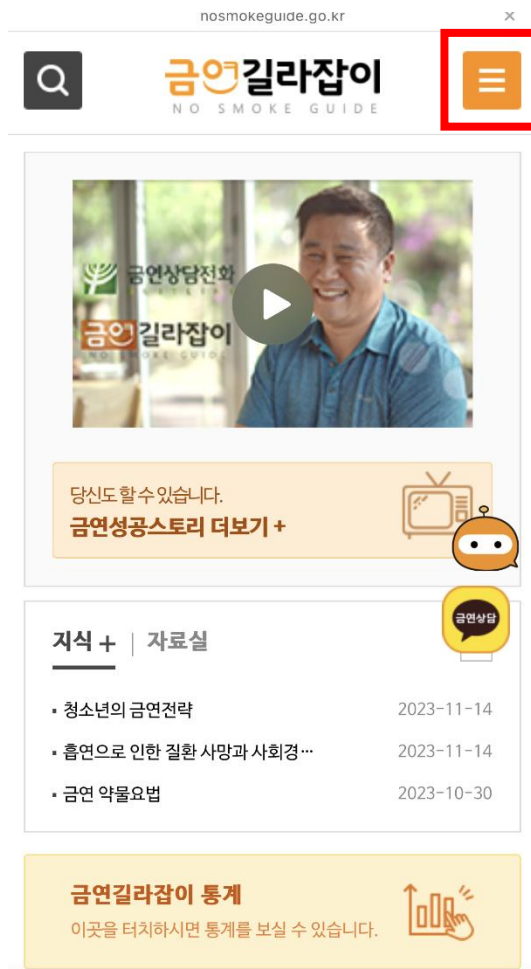 nosmokeguide.go.kr
금연길라잡이
NO SMOKE GUIDE
금연상담전화
금연길라잡이
NO SMOKE GUIDE
당신도 할 수 있습니다.
금연성공스토리 더보기 +
금연상담
지식 + | 자료실
청소년의 금연전략 2023-11-14
흡연으로 인한 질환 사망과 사회경… 2023-11-14
금연 약물요법 2023-10-30
금연길라잡이 통계
이곳을 터치하시면 통계를 보실 수 있습니다.